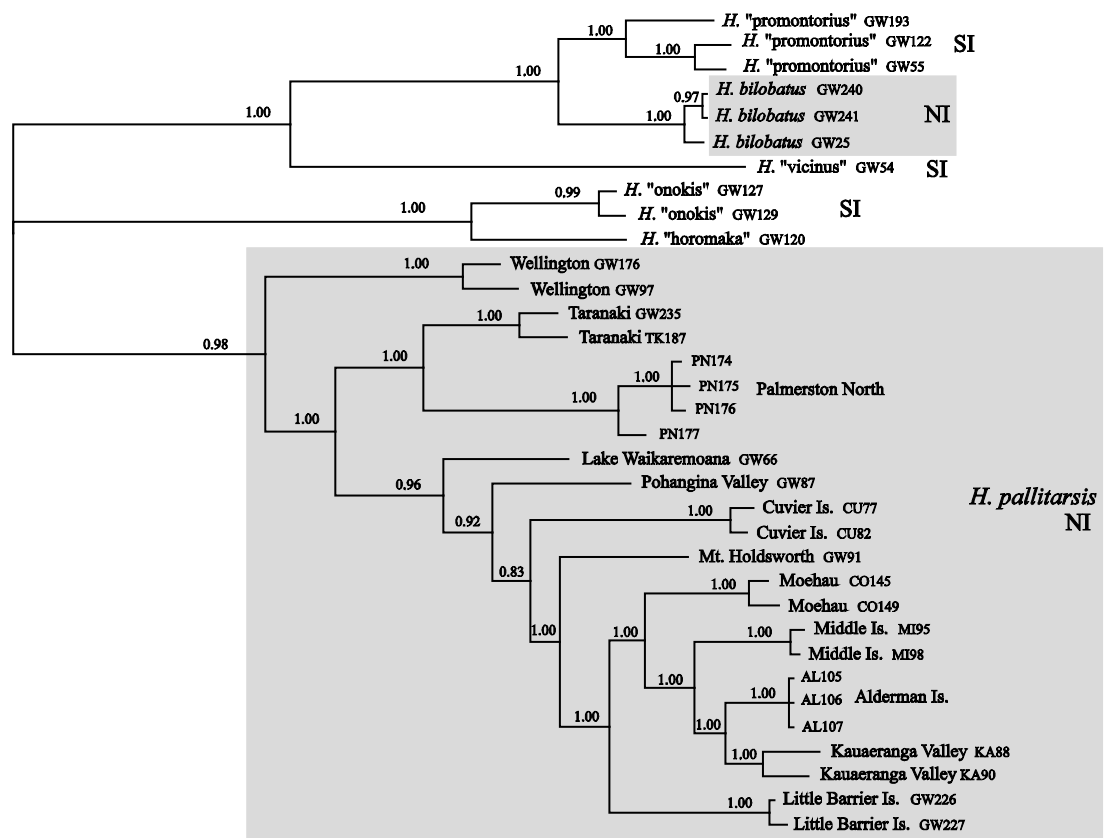 1.00
H. "promontorius" GW193
1.00
H. "promontorius" GW122
SI
1.00
H. "promontorius" GW55
0.97
H. bilobatus GW240
1.00
H. bilobatus GW241
NI
H. bilobatus GW25
1.00
H. "vicinus" GW54
SI
0.99
H. "onokis" GW127
1.00
H. "onokis" GW129
SI
H. "horomaka" GW120
1.00
Wellington GW176
Wellington GW97
0.98
1.00
Taranaki GW235
1.00
Taranaki TK187
1.00
PN174
1.00
PN175
Palmerston North
PN176
1.00
PN177
0.96
Lake Waikaremoana GW66
0.92
Pohangina Valley GW87
H. pallitarsis
NI
1.00
Cuvier Is. CU77
0.83
Cuvier Is. CU82
1.00
Mt. Holdsworth GW91
1.00
Moehau CO145
1.00
Moehau CO149
1.00
Middle Is. MI95
1.00
Middle Is. MI98
1.00
AL105
1.00
AL106
Alderman Is.
1.00
AL107
1.00
Kauaeranga Valley KA88
Kauaeranga Valley KA90
1.00
Little Barrier Is. GW226
Little Barrier Is. GW227